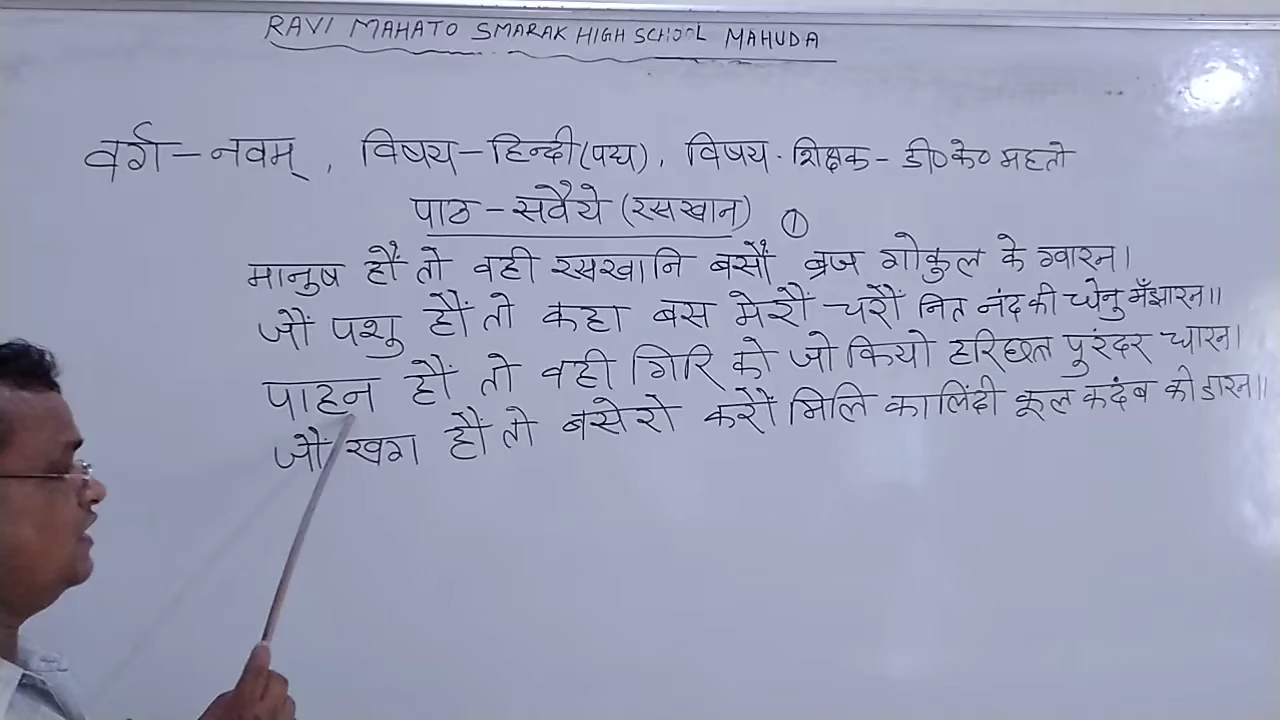 RAVI MAHATO SMARAK HIGH SCHOOL MAHUDA
वर्ग - नवम् , विषय - हिन्दी (पद्य) , विषय - शिक्षक - डी० के० महतो
पाठ - सवैये (रसखान) ①
मानुष हौं तो वही रसखानि बसौं ब्रज गोकुल के ग्वारन।
जौं पशु हौं तो कहा बस मेरौं चरौं नित नंद की धेनु मँझारन॥
पाहन हौं तो वही गिरि को जो कियो हरिछत्र पुरंदर धारन।
जौं खग हौं तो बसेरो करौं मिलि कालिंदी कूल कदंब की डारन॥